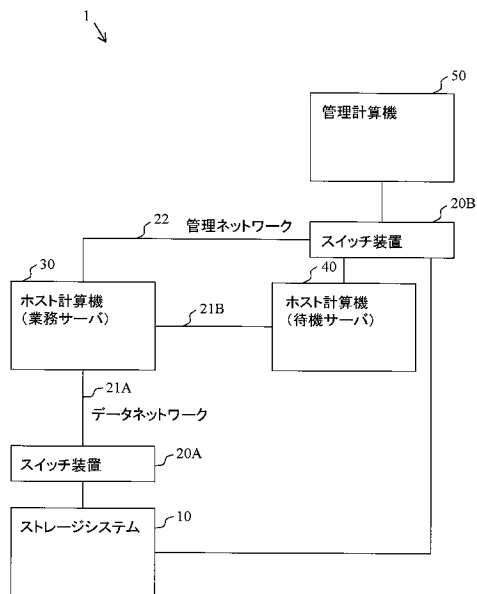 1
50
管理計算機
20B
22
管理ネットワーク
スイッチ装置
30
40
ホスト計算機
(業務サーバ)
21B
ホスト計算機
(待機サーバ)
21A
データネットワーク
スイッチ装置
20A
ストレージシステム
10